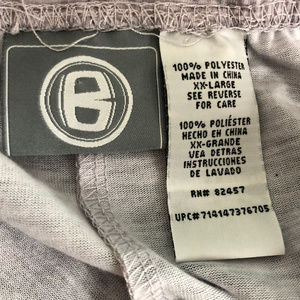 B
100% POLYESTER
MADE IN CHINA
XX-LARGE
SEE REVERSE
FOR CARE
100% POLIÉSTER
HECHO EN CHINA
XX-GRANDE
VEA DETRAS
INSTRUCCIONES
DE LAVADO
RN# 82457
UPC#714147376705